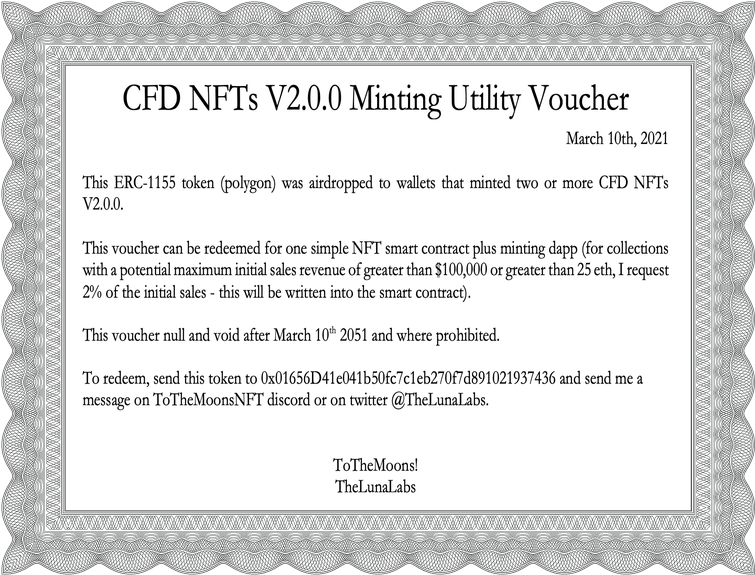 CFD NFTs V2.0.0 Minting Utility Voucher
March 10th, 2021
This ERC-1155 token (polygon) was airdropped to wallets that minted two or more CFD NFTs
V2.0.0.
This voucher can be redeemed for one simple NFT smart contract plus minting dapp (for collections
with a potential maximum initial sales revenue of greater than $100,000 or greater than 25 eth, I request
2% of the initial sales - this will be written into the smart contract).
This voucher null and void after March 10th 2051 and where prohibited.
To redeem, send this token to 0x01656D41e041b50fc7c1eb270f7d891021937436 and send me a
message on ToTheMoonsNFT discord or on twitter @TheLunaLabs.
ToTheMoons!
TheLunaLabs